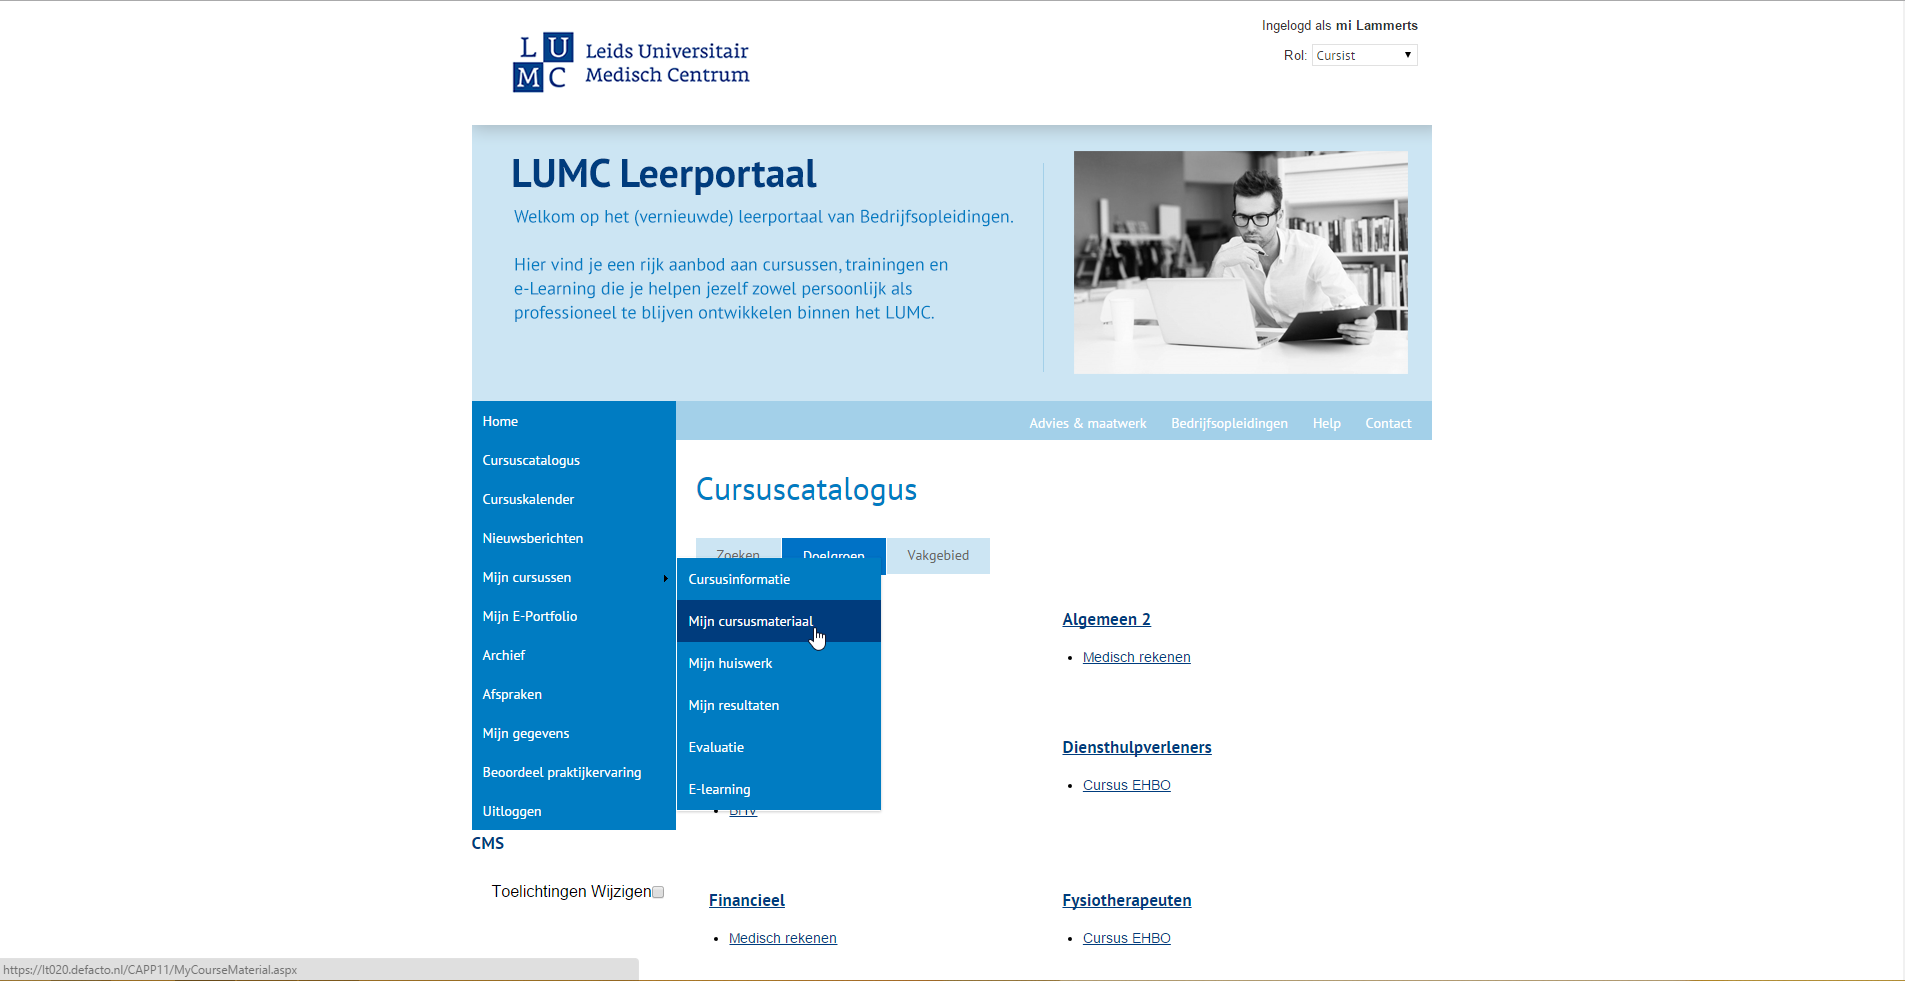 Ingelogd als mi Lammerts
Rol: Cursist
L U M C
Leids Universitair
Medisch Centrum
LUMC Leerportaal
Welkom op het (vernieuwde) leerportaal van Bedrijfsopleidingen.
Hier vind je een rijk aanbod aan cursussen, trainingen en
e-Learning die je helpen jezelf zowel persoonlijk als
professioneel te blijven ontwikkelen binnen het LUMC.
Advies & maatwerk Bedrijfsopleidingen Help Contact
Home
Cursuscatalogus
Cursuskalender
Nieuwsberichten
Mijn cursussen
Mijn E-Portfolio
Archief
Afspraken
Mijn gegevens
Beoordeel praktijkervaring
Uitloggen
CMS
Toelichtingen Wijzigen
Cursuscatalogus
Zoeken Doelgroep Vakgebied
Cursusinformatie
Mijn cursusmateriaal
Mijn huiswerk
Mijn resultaten
Evaluatie
E-learning
BHV
Algemeen 2
• Medisch rekenen
Diensthulpverleners
• Cursus EHBO
Financieel
• Medisch rekenen
Fysiotherapeuten
• Cursus EHBO
https://lt020.defacto.nl/CAPP11/MyCourseMaterial.aspx